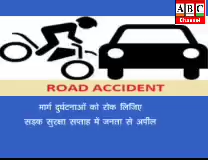 ABC
Channel
ROAD ACCIDENT
मार्ग दुर्घटनाओं को रोक लिजिए
सड़क सुरक्षा सप्ताह में जनता से अपील